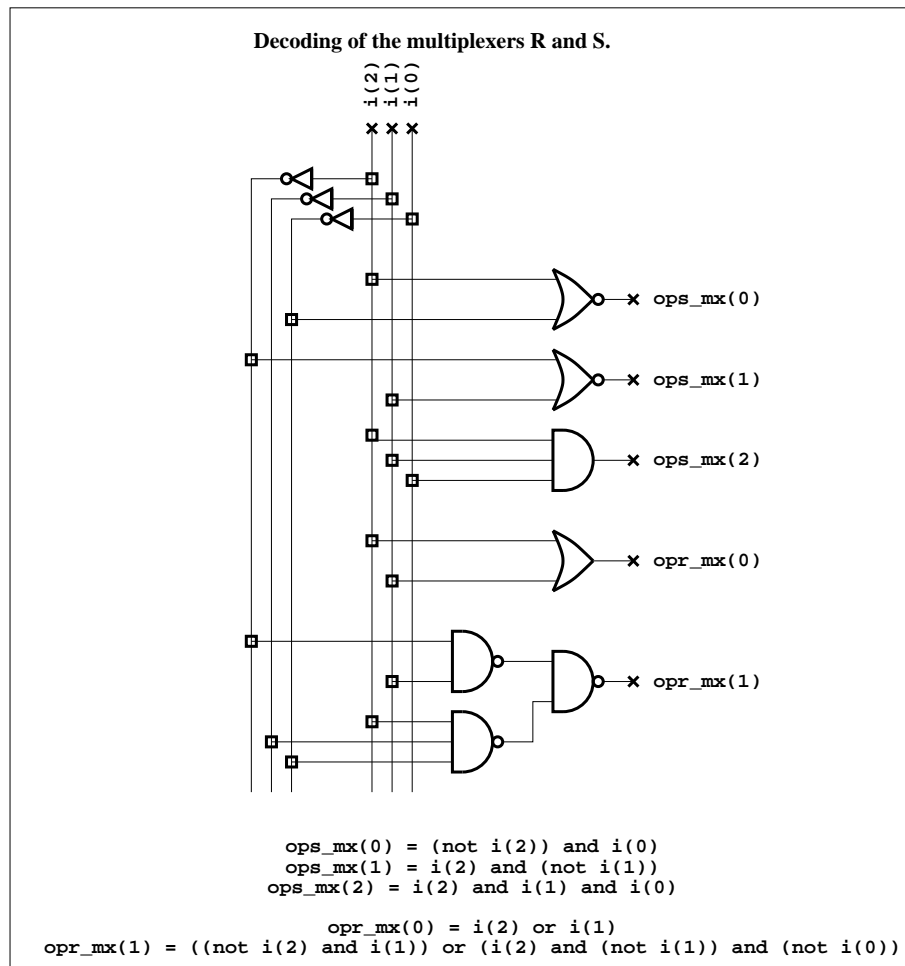 Decoding of the multiplexers R and S.
i(2) i(1) i(0)
ops_mx(0)
ops_mx(1)
ops_mx(2)
opr_mx(0)
opr_mx(1)
ops_mx(0) = (not i(2)) and i(0)
ops_mx(1) = i(2) and (not i(1))
ops_mx(2) = i(2) and i(1) and i(0)
opr_mx(0) = i(2) or i(1)
opr_mx(1) = ((not i(2) and i(1)) or (i(2) and (not i(1)) and (not i(0))